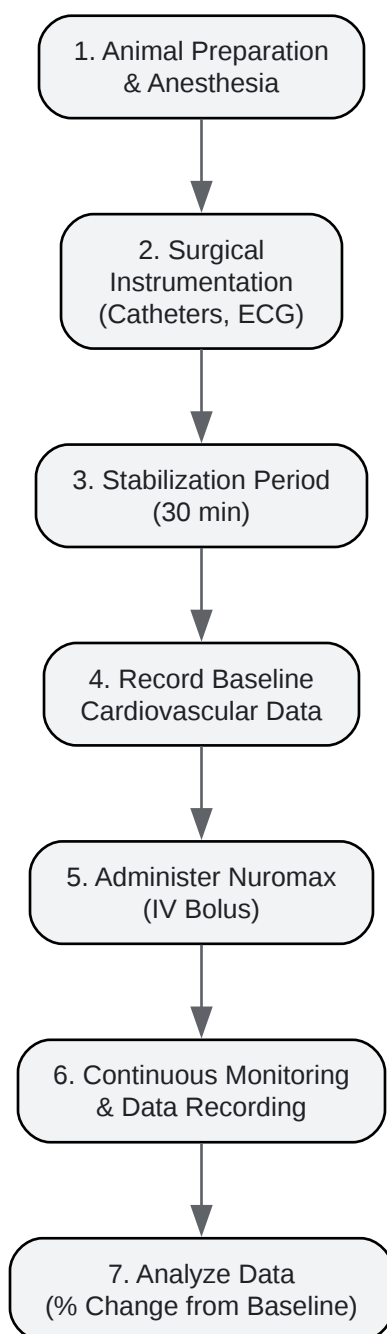 1. Animal Preparation
& Anesthesia
2. Surgical
Instrumentation
(Catheters, ECG)
3. Stabilization Period
(30 min)
4. Record Baseline
Cardiovascular Data
5. Administer Nuromax
(IV Bolus)
6. Continuous Monitoring
& Data Recording
7. Analyze Data
(% Change from Baseline)